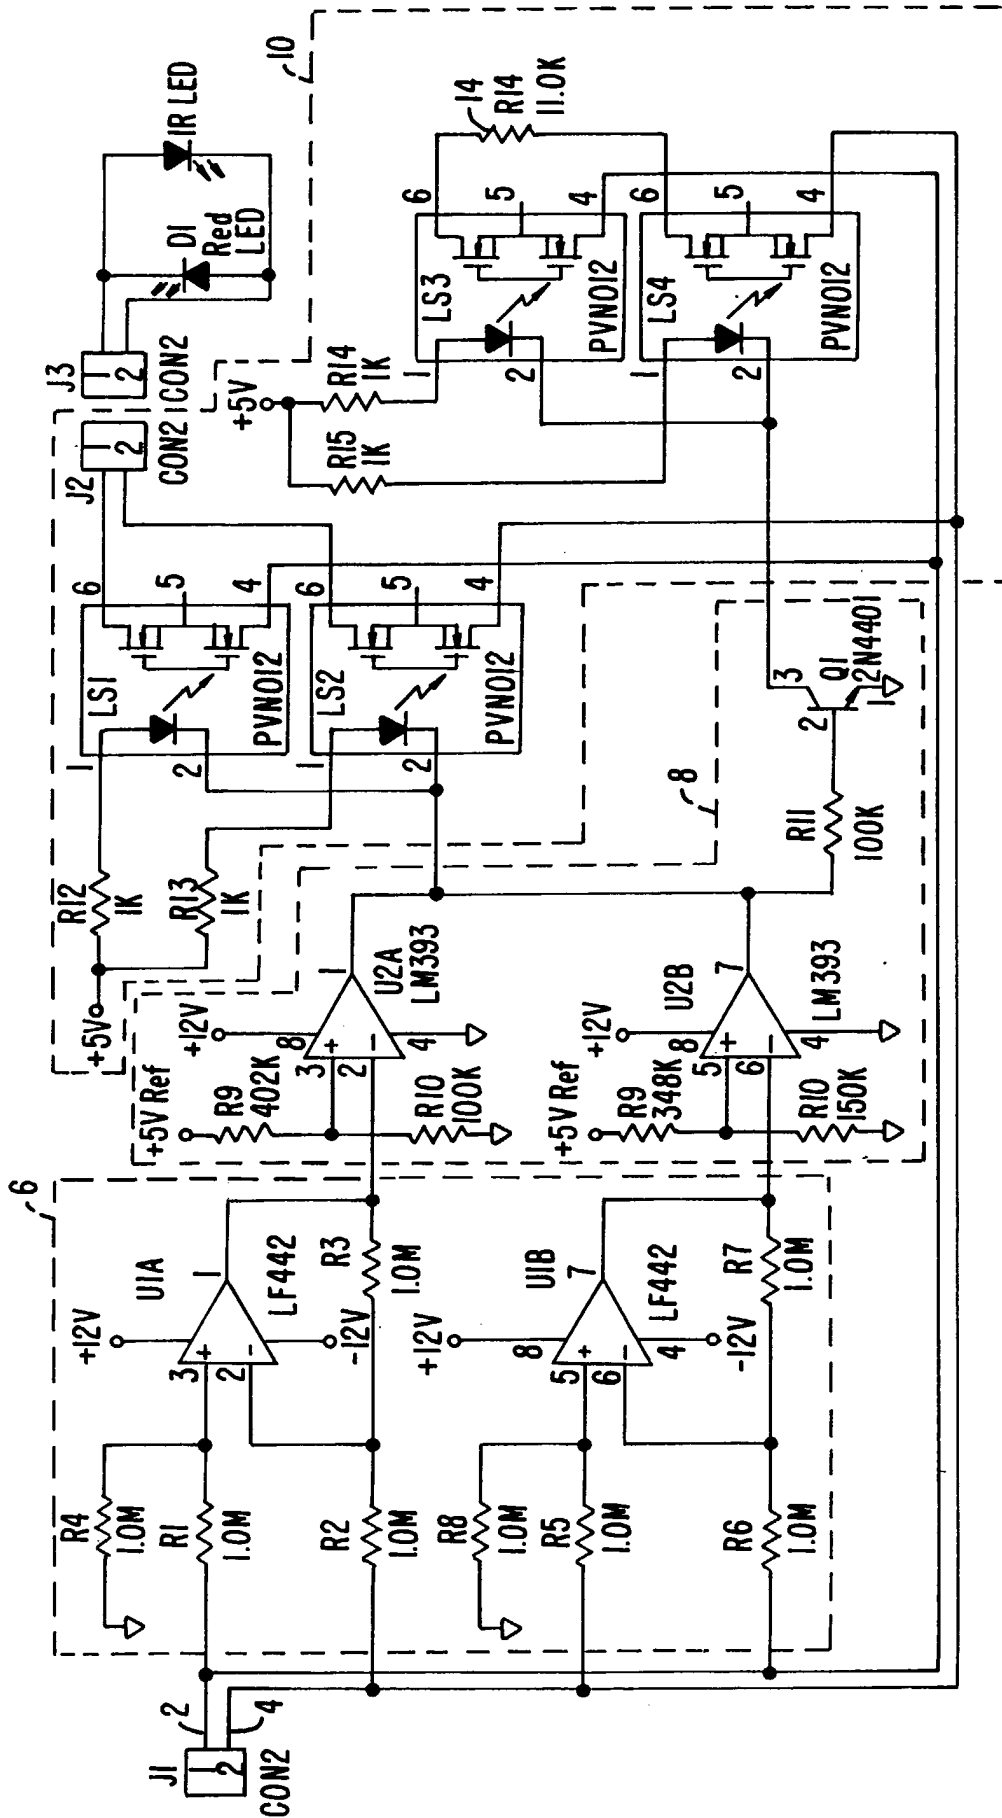 J1
1
2
CON2
2
4
6
R4
1.0M
R1
1.0M
R2
1.0M
+12V
U1A
3
+
2
-
1
LF442
-12V
R3
1.0M
R8
1.0M
R5
1.0M
R6
1.0M
+12V
U1B
8
5
+
6
-
7
4
LF442
-12V
R7
1.0M
+5V Ref
R9
402K
R10
100K
+12V
8
3
+
2
-
1
4
U2A
LM393
+5V Ref
R9
348K
R10
150K
+12V
8
5
+
6
-
7
4
U2B
LM393
8
R11
100K
2
3
Q1
1
2N4401
+5V
R12
1K
R13
1K
LS1
1
2
6
5
4
PVN012
LS2
1
2
6
5
4
PVN012
J2
1
2
CON2
J3
1
2
CON2
D1
Red
LED
IR LED
10
+5V
R14
1K
R15
1K
LS3
1
2
6
5
4
PVN012
LS4
1
2
6
5
4
PVN012
14
R14
11.0K